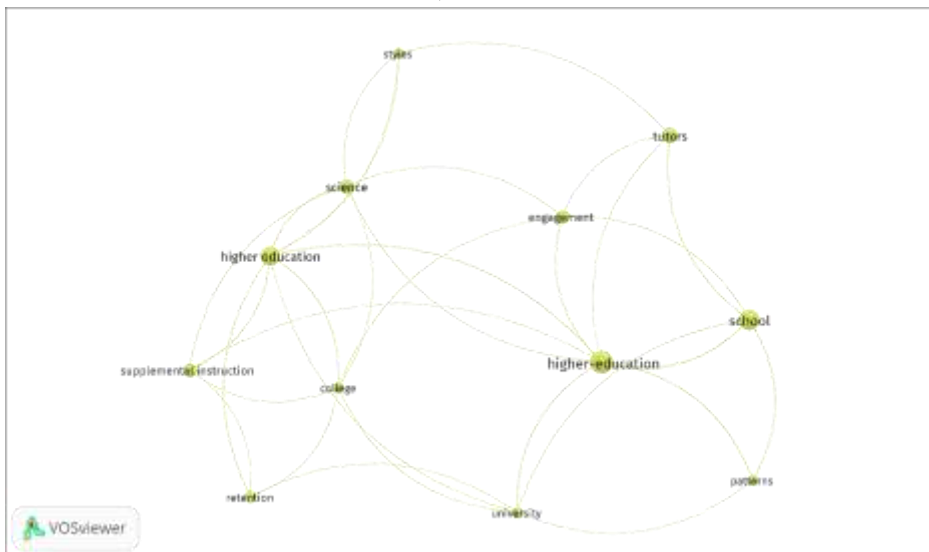 styles
tutors
science
engagement
higher education
school
higher-education
supplemental instruction
college
patterns
retention
university
VOSviewer